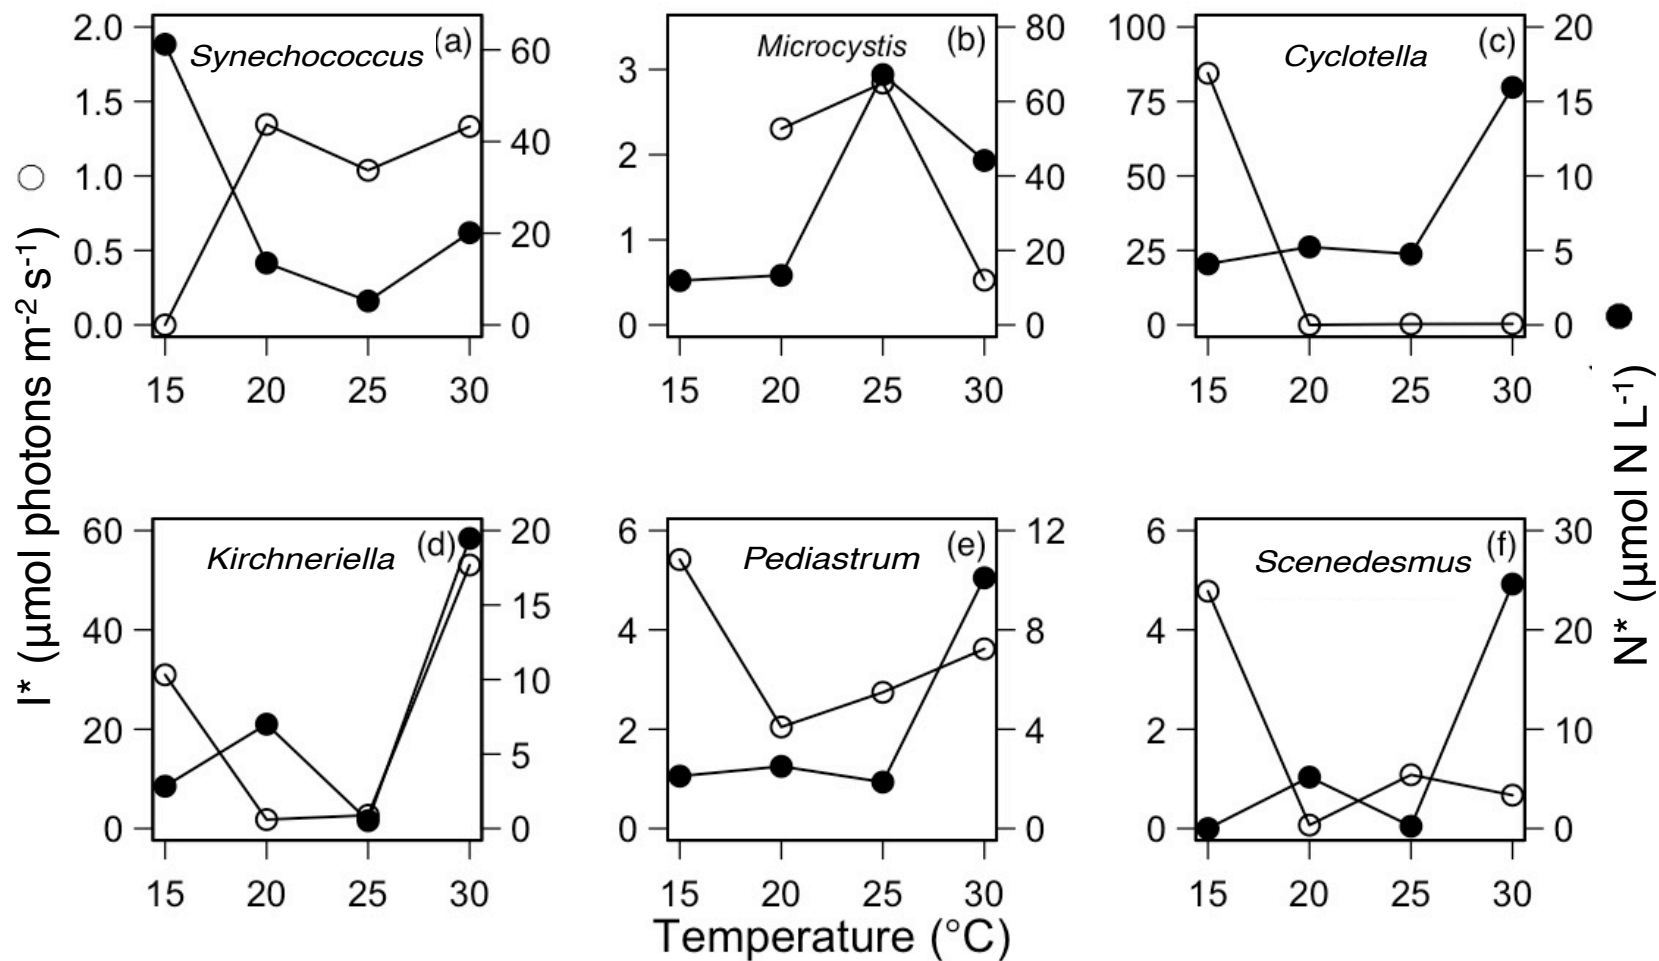 I* (µmol photons m-2 s-1)
2.0
1.5
1.0
0.5
0.0
Synechococcus
(a)
60
40
20
0
15 20 25 30
3
2
1
0
Microcystis
(b)
80
60
40
20
0
15 20 25 30
100
75
50
25
0
Cyclotella
(c)
20
15
10
5
0
15 20 25 30
60
40
20
0
Kirchneriella
(d)
20
15
10
5
0
15 20 25 30
6
4
2
0
Pediastrum
(e)
12
8
4
0
15 20 25 30
6
4
2
0
Scenedesmus
(f)
30
20
10
0
15 20 25 30
Temperature (°C)
N* (µmol N L-1)